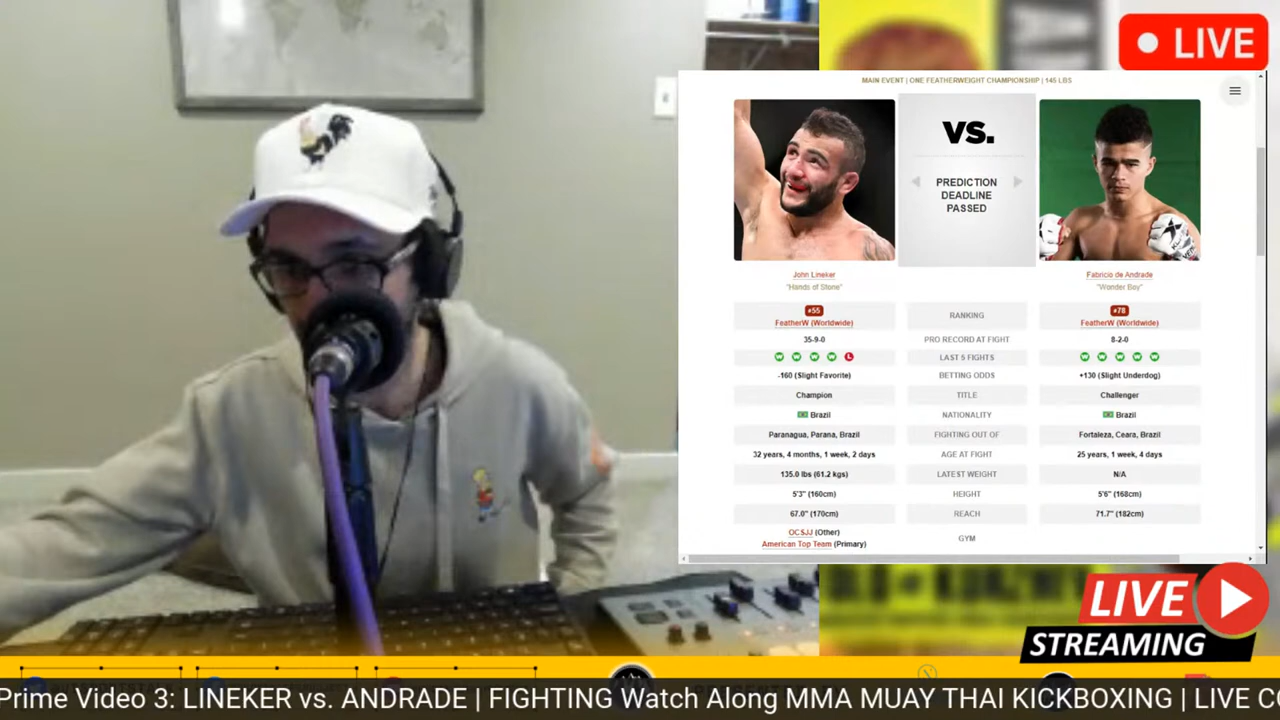 LIVE
MAIN EVENT | ONE FEATHERWEIGHT CHAMPIONSHIP | 145 LBS
VS.
PREDICTION
DEADLINE
PASSED
John Lineker
"Hands of Stone"
Fabricio de Andrade
"Wonder Boy"
#55
FeatherW (Worldwide)
RANKING
#78
FeatherW (Worldwide)
35-9-0 PRO RECORD AT FIGHT 8-2-0
W W W W L LAST 5 FIGHTS W W W W W
-160 (Slight Favorite) BETTING ODDS +130 (Slight Underdog)
Champion TITLE Challenger
Brazil NATIONALITY Brazil
Paranagua, Parana, Brazil FIGHTING OUT OF Fortaleza, Ceara, Brazil
32 years, 4 months, 1 week, 2 days AGE AT FIGHT 25 years, 1 week, 4 days
135.0 lbs (61.2 kgs) LATEST WEIGHT N/A
5'3" (160cm) HEIGHT 5'6" (168cm)
67.0" (170cm) REACH 71.7" (182cm)
OCSJJ (Other)
American Top Team (Primary)
GYM
LIVE
STREAMING
Prime Video 3: LINEKER vs. ANDRADE | FIGHTING Watch Along MMA MUAY THAI KICKBOXING | LIVE